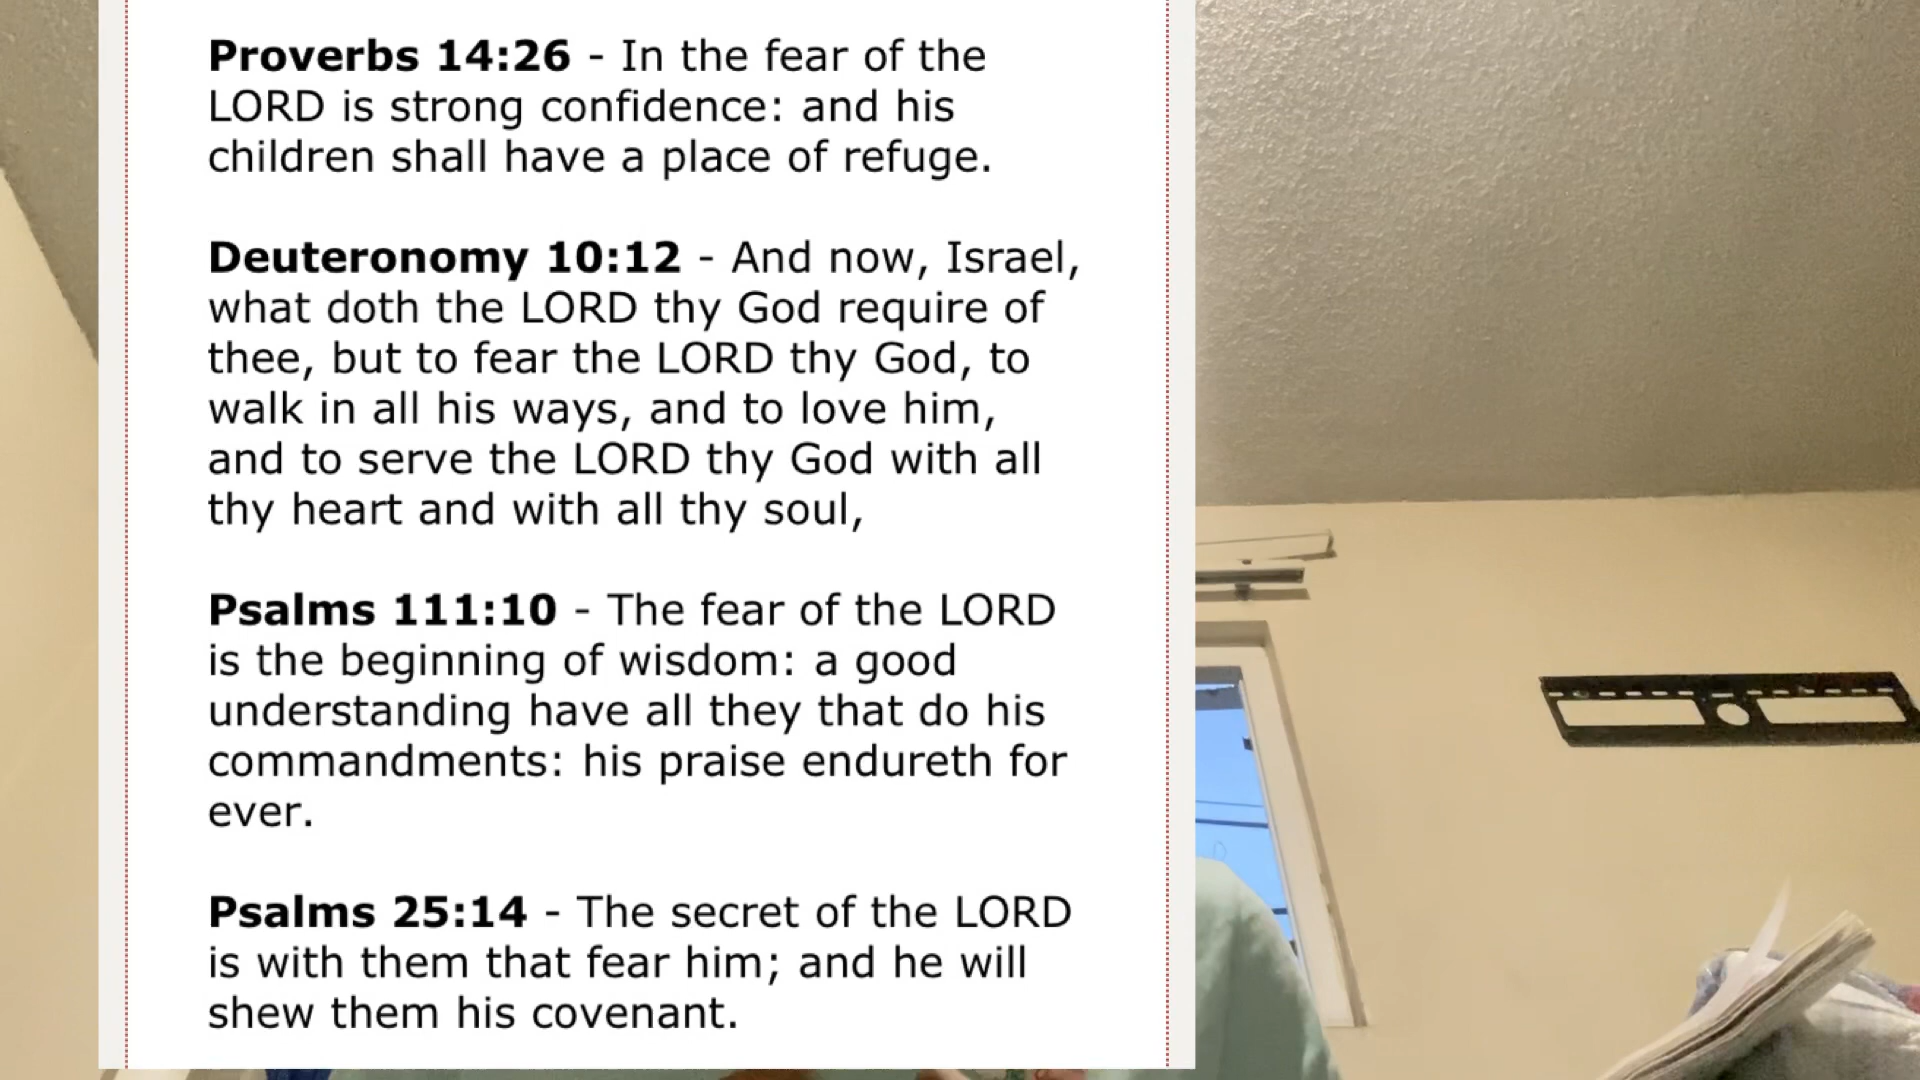 Proverbs 14:26 - In the fear of the
LORD is strong confidence: and his
children shall have a place of refuge.
Deuteronomy 10:12 - And now, Israel,
what doth the LORD thy God require of
thee, but to fear the LORD thy God, to
walk in all his ways, and to love him,
and to serve the LORD thy God with all
thy heart and with all thy soul,
Psalms 111:10 - The fear of the LORD
is the beginning of wisdom: a good
understanding have all they that do his
commandments: his praise endureth for
ever.
Psalms 25:14 - The secret of the LORD
is with them that fear him; and he will
shew them his covenant.